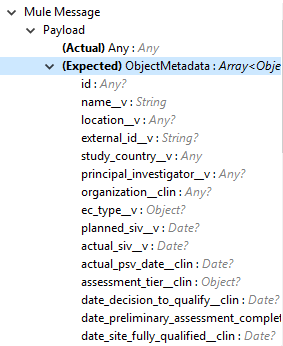 Mule Message
Payload
(Actual) Any : Any
(Expected) ObjectMetadata : Array<Obje
id : Any?
name__v : String
location__v : Any?
external_id__v : String?
study_country__v : Any
principal_investigator__v : Any?
organization__clin : Any?
ec_type__v : Object?
planned_siv__v : Date?
actual_siv__v : Date?
actual_psv_date__clin : Date?
assessment_tier__clin : Object?
date_decision_to_qualify__clin : Date?
date_preliminary_assessment_complet
date_site_fully_qualified__clin : Date?